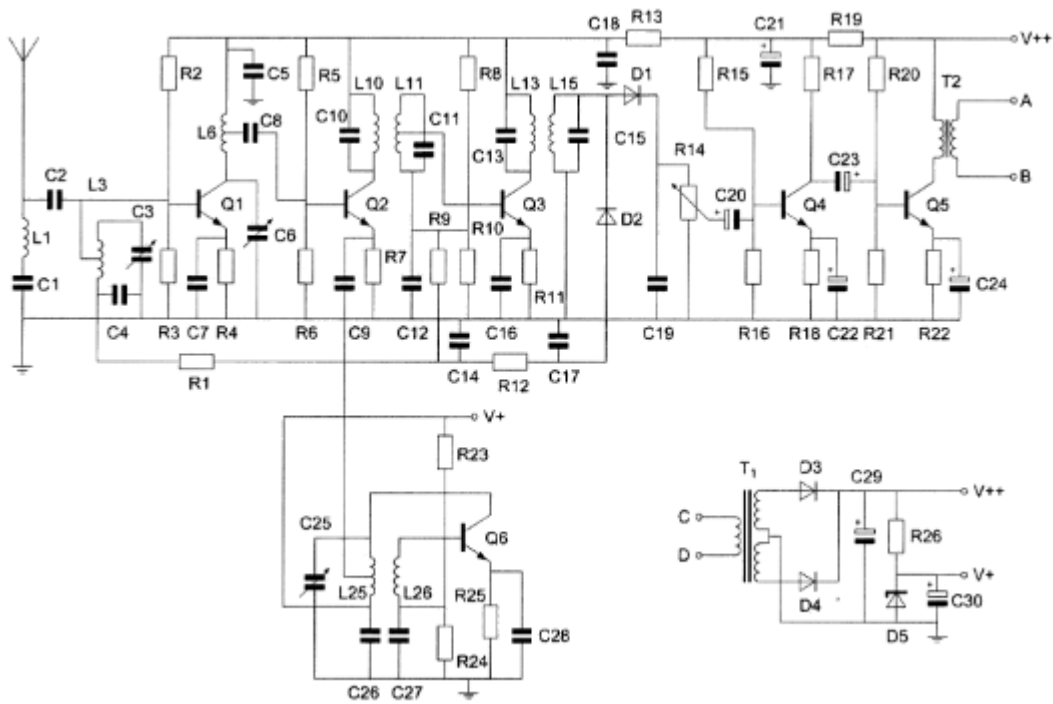 C18 R13 C21 R19 V++
R2 C5 R5 L10 L11 R8 L13 L15 D1 R15 R17 R20 T2
C8 C10 C11 C13 C15 A
L6
C2 L3 C3 R14 C20 C23 B
Q1 Q2 Q3 Q4 Q5
L1 C6 R9 R10 D2
C1 C4 R7 R11 C24
R3 C7 R4 R6 C9 C12 C16 C19 R16 R18 C22 R21 R22
R1 C14 R12 C17
V+
R23
T1 D3 C29 V++
C25 Q6 C R26
D V+
L25 L26 R25 D4 C30
C28 D5
R24
C26 C27